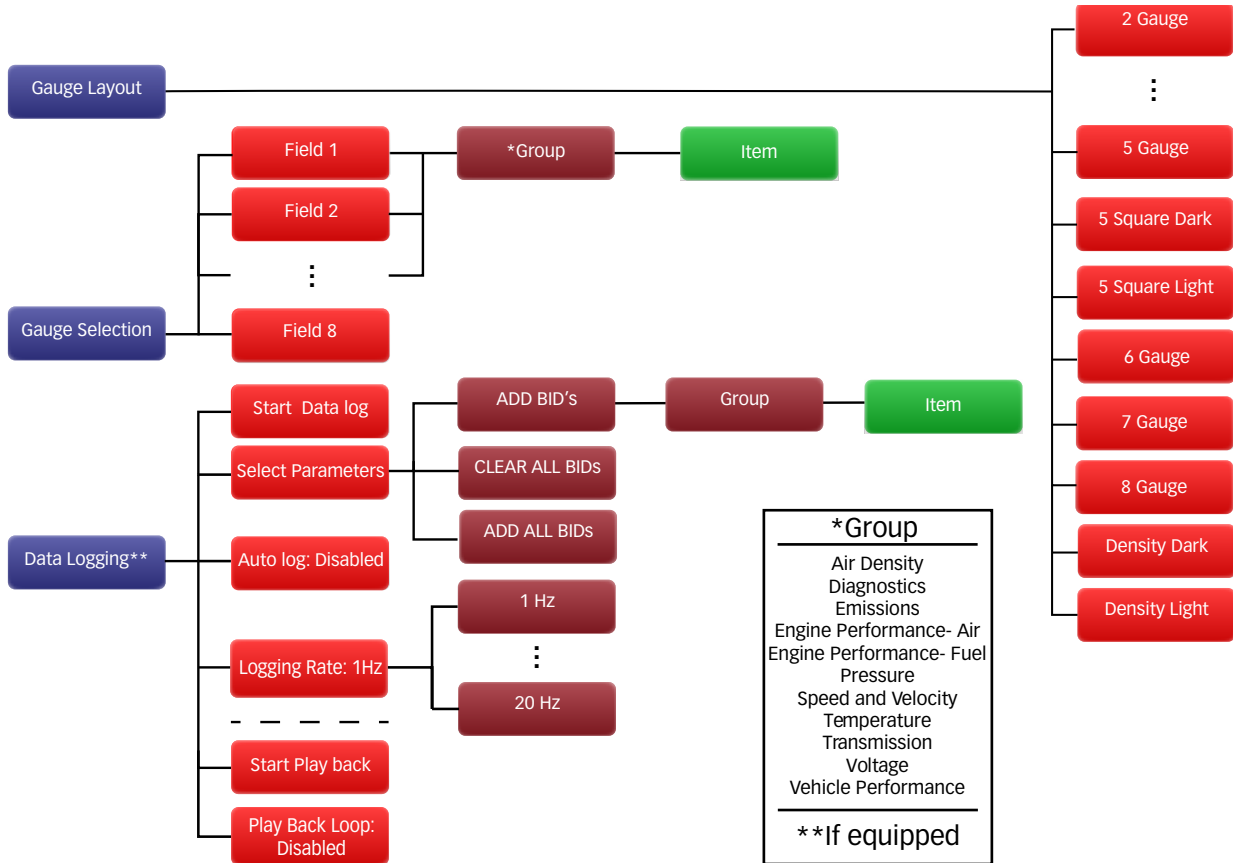 2 Gauge
Gauge Layout
⋮
5 Gauge
5 Square Dark
5 Square Light
6 Gauge
7 Gauge
8 Gauge
Density Dark
Density Light
Gauge Selection
Field 1
Field 2
⋮
Field 8
*Group
Item
Data Logging**
Start Data log
Select Parameters
ADD BID's
Group
Item
CLEAR ALL BIDs
ADD ALL BIDs
Auto log: Disabled
Logging Rate: 1Hz
1 Hz
⋮
20 Hz
Start Play back
Play Back Loop:
Disabled
*Group
Air Density
Diagnostics
Emissions
Engine Performance- Air
Engine Performance- Fuel
Pressure
Speed and Velocity
Temperature
Transmission
Voltage
Vehicle Performance
**If equipped